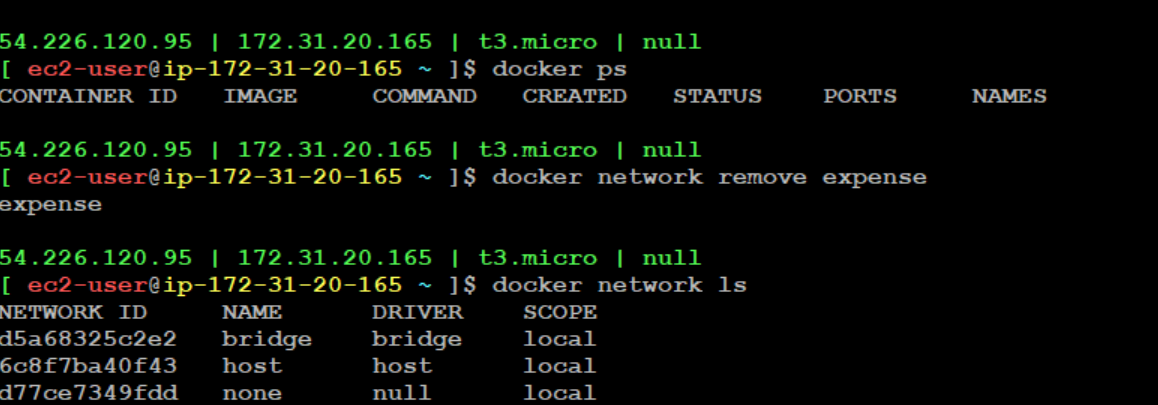 54.226.120.95 | 172.31.20.165 | t3.micro | null
[ ec2-user@ip-172-31-20-165 ~ ]$ docker ps
CONTAINER ID   IMAGE     COMMAND   CREATED   STATUS    PORTS     NAMES
54.226.120.95 | 172.31.20.165 | t3.micro | null
[ ec2-user@ip-172-31-20-165 ~ ]$ docker network remove expense
expense
54.226.120.95 | 172.31.20.165 | t3.micro | null
[ ec2-user@ip-172-31-20-165 ~ ]$ docker network ls
NETWORK ID     NAME      DRIVER    SCOPE
d5a68325c2e2   bridge    bridge    local
6c8f7ba40f43   host      host      local
d77ce7349fdd   none      null      local